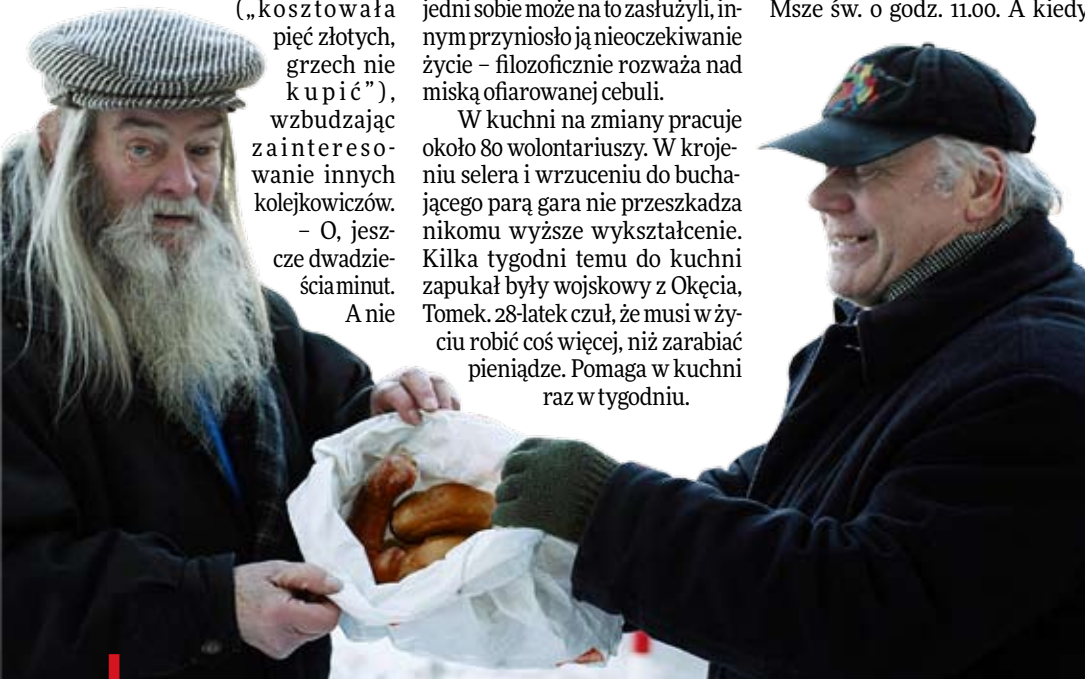 („kosztowała
pięć złotych,
grzech nie
kupić"),
wzbudzając
zaintereso-
wanie innych
kolejkowiczów.
– O, jesz-
cze dwadzie-
ścia minut.
A nie
jedni sobie może na to zasłużyli, in-
nym przyniosło ją nieoczekiwanie
życie – filozoficznie rozważa nad
miską ofiarowanej cebuli.
W kuchni na zmiany pracuje
około 80 wolontariuszy. W kroje-
niu selera i wrzuceniu do bucha-
jącego parą gara nie przeszkadza
nikomu wyższe wykształcenie.
Kilka tygodni temu do kuchni
zapukał były wojskowy z Okęcia,
Tomek. 28-latek czuł, że musi w ży-
ciu robić coś więcej, niż zarabiać
pieniądze. Pomaga w kuchni
raz w tygodniu.
Msze św. o godz. 11.00. A kiedy